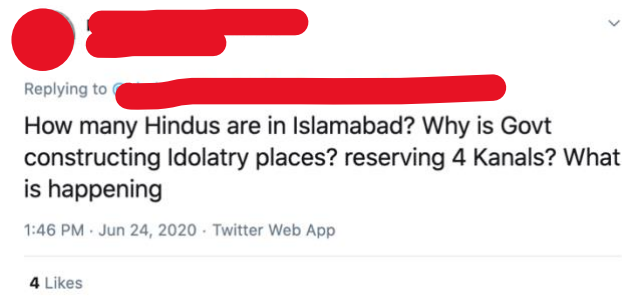 Replying to
How many Hindus are in Islamabad? Why is Govt
constructing Idolatry places? reserving 4 Kanals? What
is happening
1:46 PM · Jun 24, 2020 · Twitter Web App
4 Likes